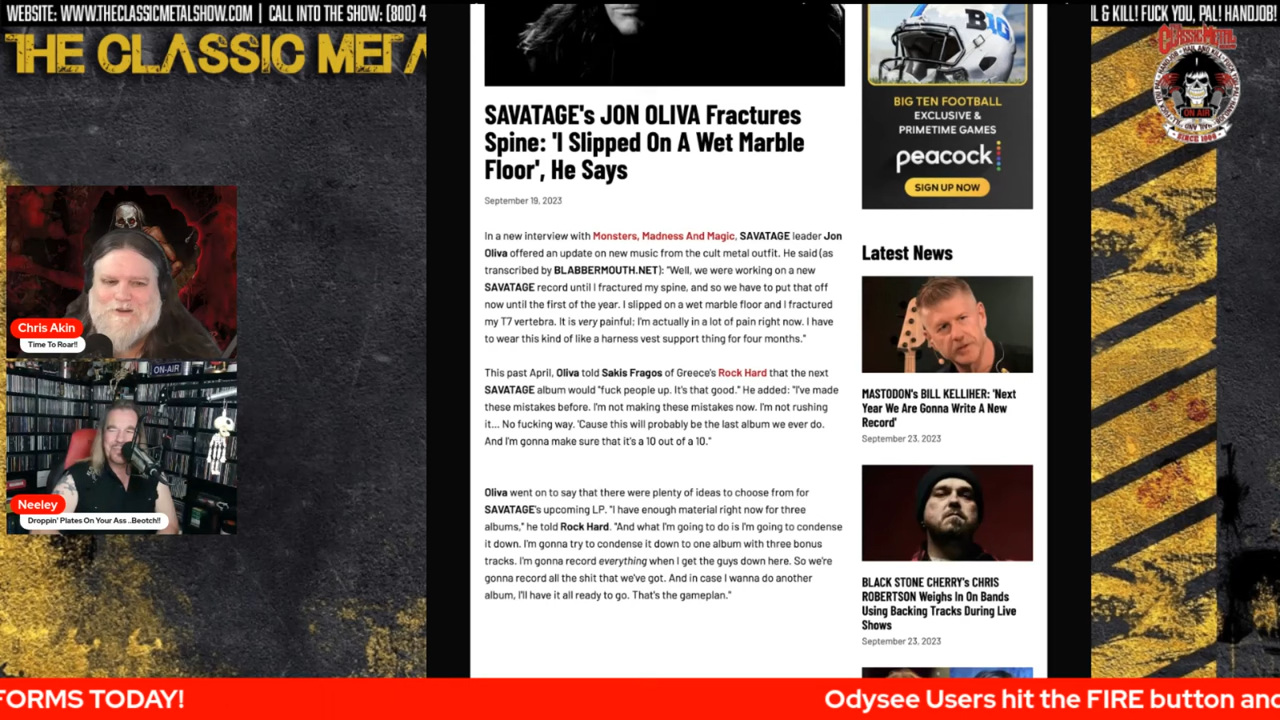 WEBSITE: WWW.THECLASSICMETALSHOW.COM | CALL INTO THE SHOW: (800) 4
L & KILL! FUCK YOU, PAL! HANDJOB!
THE CLASSIC META
CLASSIC METAL
ON AIR
SINCE 1996
B1G
BIG TEN FOOTBALL
EXCLUSIVE &
PRIMETIME GAMES
peacock
SIGN UP NOW
SAVATAGE's JON OLIVA Fractures
Spine: 'I Slipped On A Wet Marble
Floor', He Says
September 19, 2023
In a new interview with Monsters, Madness And Magic, SAVATAGE leader Jon
Oliva offered an update on new music from the cult metal outfit. He said (as
transcribed by BLABBERMOUTH.NET): "Well, we were working on a new
SAVATAGE record until I fractured my spine, and so we have to put that off
now until the first of the year. I slipped on a wet marble floor and I fractured
my T7 vertebra. It is very painful; I'm actually in a lot of pain right now. I have
to wear this kind of like a harness vest support thing for four months."
This past April, Oliva told Sakis Fragos of Greece's Rock Hard that the next
SAVATAGE album would "fuck people up. It's that good." He added: "I've made
these mistakes before. I'm not making these mistakes now. I'm not rushing
it... No fucking way. 'Cause this will probably be the last album we ever do.
And I'm gonna make sure that it's a 10 out of a 10."
Oliva went on to say that there were plenty of ideas to choose from for
SAVATAGE's upcoming LP. "I have enough material right now for three
albums," he told Rock Hard. "And what I'm going to do is I'm going to condense
it down. I'm gonna try to condense it down to one album with three bonus
tracks. I'm gonna record everything when I get the guys down here. So we're
gonna record all the shit that we've got. And in case I wanna do another
album, I'll have it all ready to go. That's the gameplan."
Latest News
MASTODON's BILL KELLIHER: 'Next
Year We Are Gonna Write A New
Record'
September 23, 2023
BLACK STONE CHERRY's CHRIS
ROBERTSON Weighs In On Bands
Using Backing Tracks During Live
Shows
September 23, 2023
Chris Akin
Time To Roar!!
ON-AIR
Neeley
Droppin' Plates On Your Ass ..Beotch!!
FORMS TODAY!
Odysee Users hit the FIRE button and